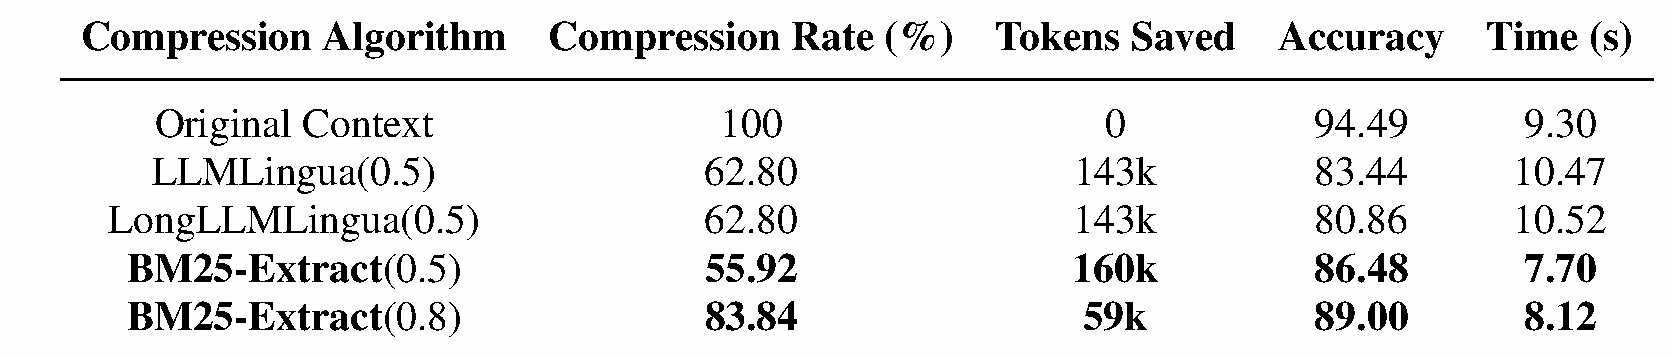 Compression Algorithm Compression Rate (%) Tokens Saved Accuracy Time (s)
Original Context 100 0 94.49 9.30
LLMLingua(0.5) 62.80 143k 83.44 10.47
LongLLMLingua(0.5) 62.80 143k 80.86 10.52
BM25-Extract(0.5) 55.92 160k 86.48 7.70
BM25-Extract(0.8) 83.84 59k 89.00 8.12